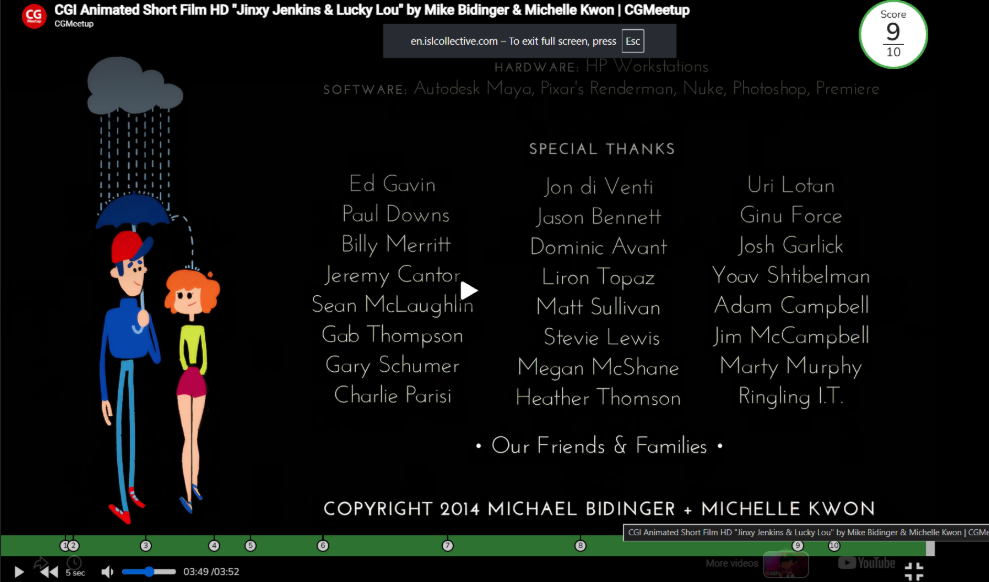 CG
MeetUp
CGI Animated Short Film HD "Jinxy Jenkins & Lucky Lou" by Mike Bidinger & Michelle Kwon | CGMeetup
CGMeetup
en.islcollective.com – To exit full screen, press Esc
Score
9
10
HARDWARE: HP Workstations
SOFTWARE: Autodesk Maya, Pixar's Renderman, Nuke, Photoshop, Premiere
SPECIAL THANKS
Ed Gavin Jon di Venti Uri Lotan
Paul Downs Jason Bennett Ginu Force
Billy Merritt Dominic Avant Josh Garlick
Jeremy Cantor Liron Topaz Yoav Shtibelman
Sean McLaughlin Matt Sullivan Adam Campbell
Gab Thompson Stevie Lewis Jim McCampbell
Gary Schumer Megan McShane Marty Murphy
Charlie Parisi Heather Thomson Ringling I.T.
• Our Friends & Families •
COPYRIGHT 2014 MICHAEL BIDINGER + MICHELLE KWON
CGI Animated Short Film HD "Jinxy Jenkins & Lucky Lou" by Mike Bidinger & Michelle Kwon | CGMe
1 2 3 4 5 6 7 8 9 10
5 sec 03:49 /03:52 More videos YouTube